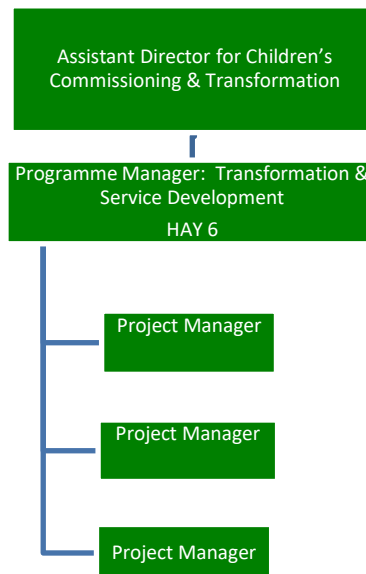 Assistant Director for Children’s
Commissioning & Transformation
Programme Manager:  Transformation &
Service Development
HAY 6
Project Manager
Project Manager
Project Manager